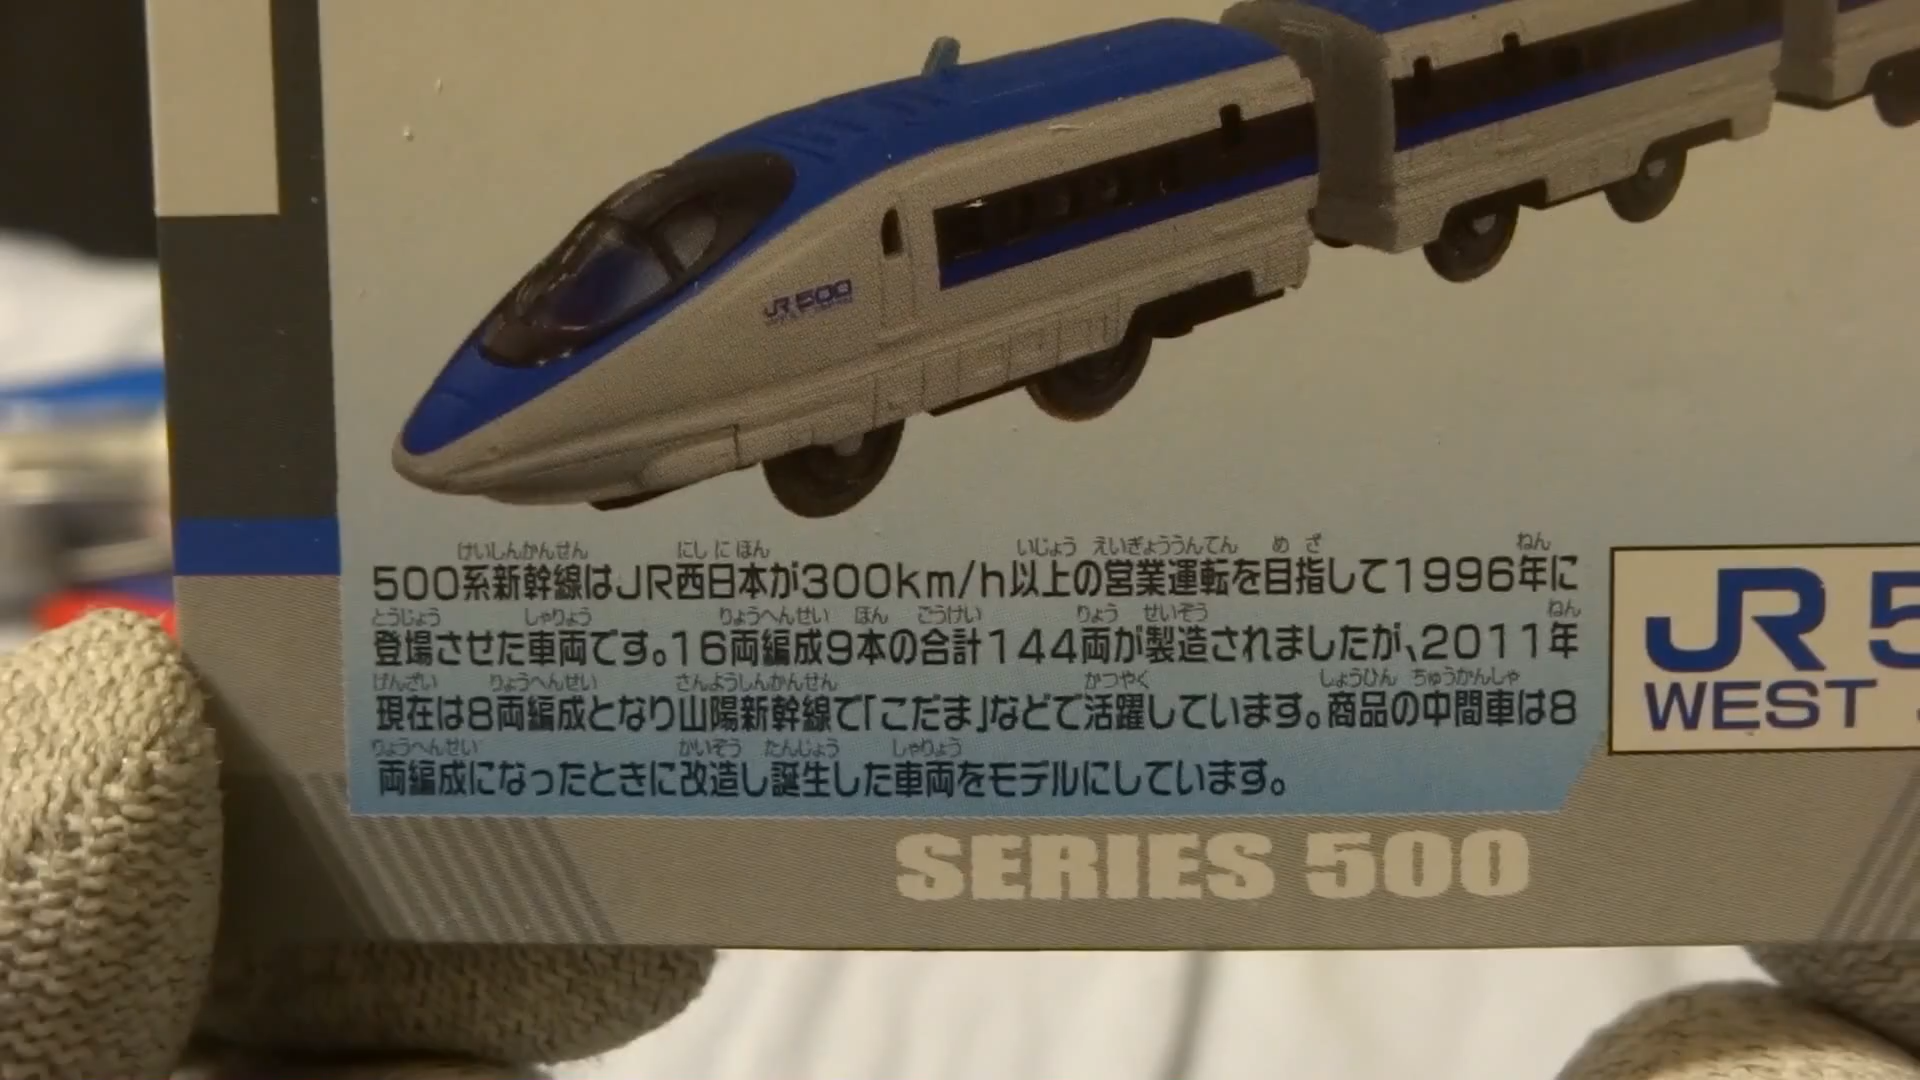 JR 500
けいしんかんせん にしにほん いじょう えいぎょううんてん めざ ねん
500系新幹線はJR西日本が300km/h以上の営業運転を目指して1996年に
とうじょう しゃりょう りょうへんせい ほん ごうけい りょう せいぞう ねん
登場させた車両です。16両編成9本の合計144両が製造されましたが、2011年
げんざい りょうへんせい さんようしんかんせん かつやく しょうひん ちゅうかんしゃ
現在は8両編成となり山陽新幹線で「こだま」などで活躍しています。商品の中間車は8
りょうへんせい かいぞう たんじょう しゃりょう
両編成になったときに改造し誕生した車両をモデルにしています。
JR 5
WEST
SERIES 500